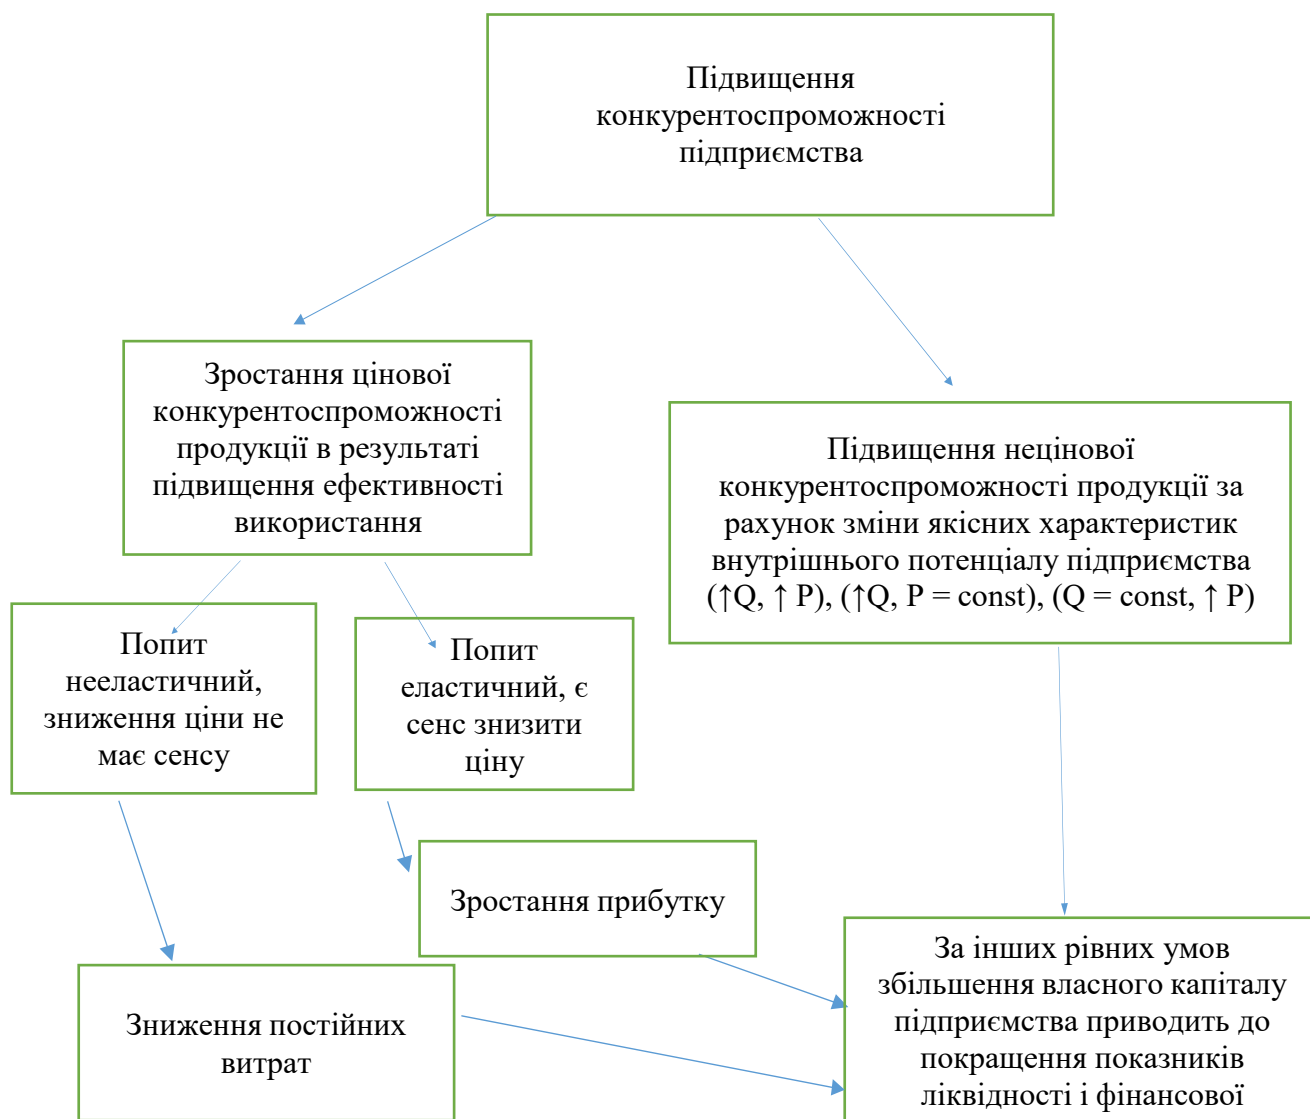 Підвищення
конкурентоспроможності
підприємства
Зростання цінової
конкурентоспроможності
продукції в результаті
підвищення ефективності
використання
Підвищення нецінової
конкурентоспроможності продукції за
рахунок зміни якісних характеристик
внутрішнього потенціалу підприємства
(↑Q, ↑ P), (↑Q, P = const), (Q = const, ↑ P)
Попит
нееластичний,
зниження ціни не
має сенсу
Попит
еластичний, є
сенс знизити
ціну
Зростання прибутку
Зниження постійних
витрат
За інших рівних умов
збільшення власного капіталу
підприємства приводить до
покращення показників
ліквідності і фінансової